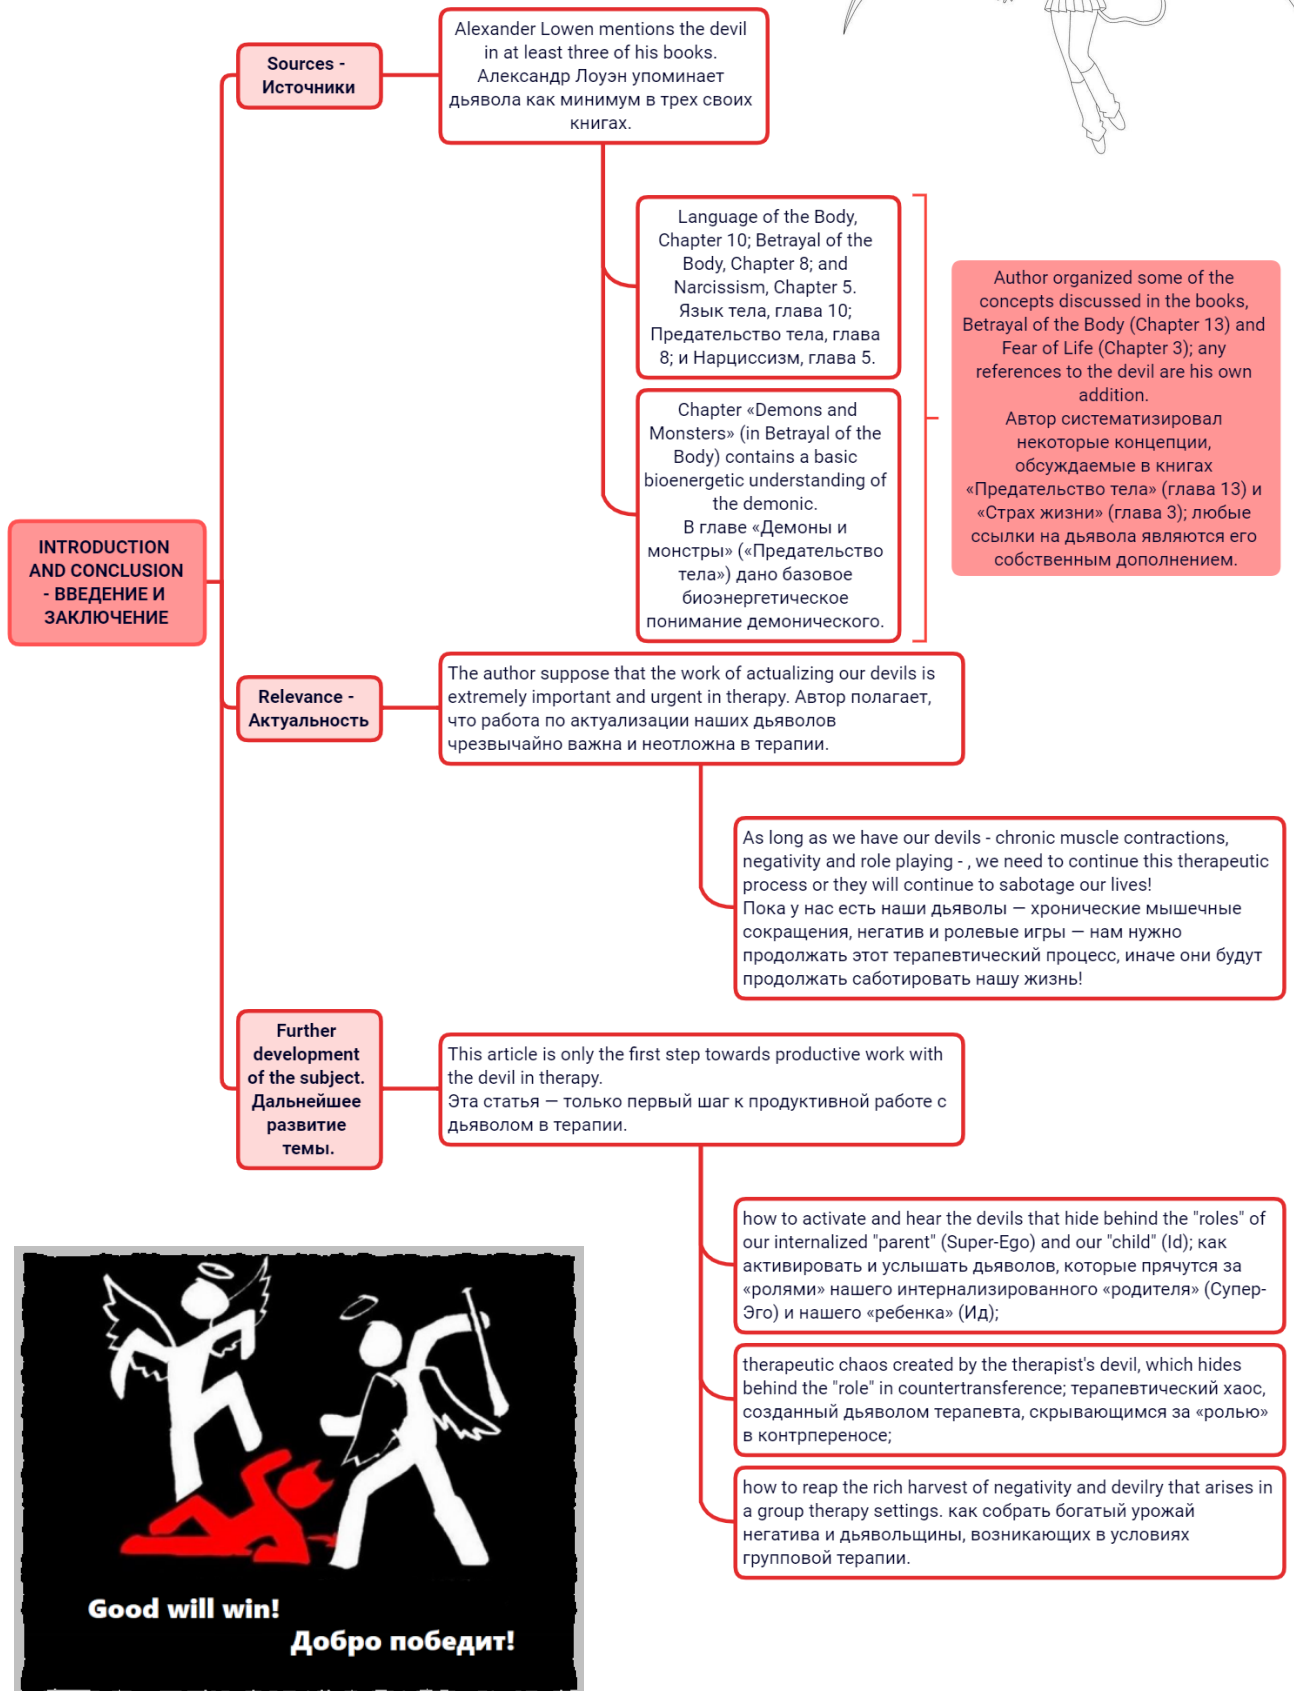 Alexander Lowen mentions the devil
in at least three of his books.
Александр Лоуэн упоминает
дьявола как минимум в трех своих
книгах.
Sources -
Источники
Language of the Body,
Chapter 10; Betrayal of the
Body, Chapter 8; and
Narcissism, Chapter 5.
Язык тела, глава 10;
Предательство тела, глава
8; и Нарциссизм, глава 5.
Chapter «Demons and
Monsters» (in Betrayal of the
Body) contains a basic
bioenergetic understanding of
the demonic.
В главе «Демоны и
монстры» («Предательство
тела») дано базовое
биоэнергетическое
понимание демонического.
Author organized some of the
concepts discussed in the books,
Betrayal of the Body (Chapter 13) and
Fear of Life (Chapter 3); any
references to the devil are his own
addition.
Автор систематизировал
некоторые концепции,
обсуждаемые в книгах
«Предательство тела» (глава 13) и
«Страх жизни» (глава 3); любые
ссылки на дьявола являются его
собственным дополнением.
INTRODUCTION
AND CONCLUSION
- ВВЕДЕНИЕ И
ЗАКЛЮЧЕНИЕ
Relevance -
Актуальность
The author suppose that the work of actualizing our devils is
extremely important and urgent in therapy. Автор полагает,
что работа по актуализации наших дьяволов
чрезвычайно важна и неотложна в терапии.
As long as we have our devils - chronic muscle contractions,
negativity and role playing - , we need to continue this therapeutic
process or they will continue to sabotage our lives!
Пока у нас есть наши дьяволы — хронические мышечные
сокращения, негатив и ролевые игры — нам нужно
продолжать этот терапевтический процесс, иначе они будут
продолжать саботировать нашу жизнь!
Further
development
of the subject.
Дальнейшее
развитие
темы.
This article is only the first step towards productive work with
the devil in therapy.
Эта статья — только первый шаг к продуктивной работе с
дьяволом в терапии.
how to activate and hear the devils that hide behind the "roles" of
our internalized "parent" (Super-Ego) and our "child" (Id); как
активировать и услышать дьяволов, которые прячутся за
«ролями» нашего интернализированного «родителя» (Супер-
Эго) и нашего «ребенка» (Ид);
therapeutic chaos created by the therapist's devil, which hides
behind the "role" in countertransference; терапевтический хаос,
созданный дьяволом терапевта, скрывающимся за «ролью»
в контрпереносе;
how to reap the rich harvest of negativity and devilry that arises in
a group therapy settings. как собрать богатый урожай
негатива и дьявольщины, возникающих в условиях
групповой терапии.
Good will win!
Добро победит!